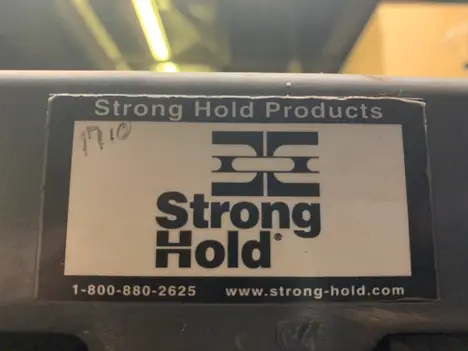 Strong Hold Products
1710
Strong
Hold®
1-800-880-2625 www.strong-hold.com